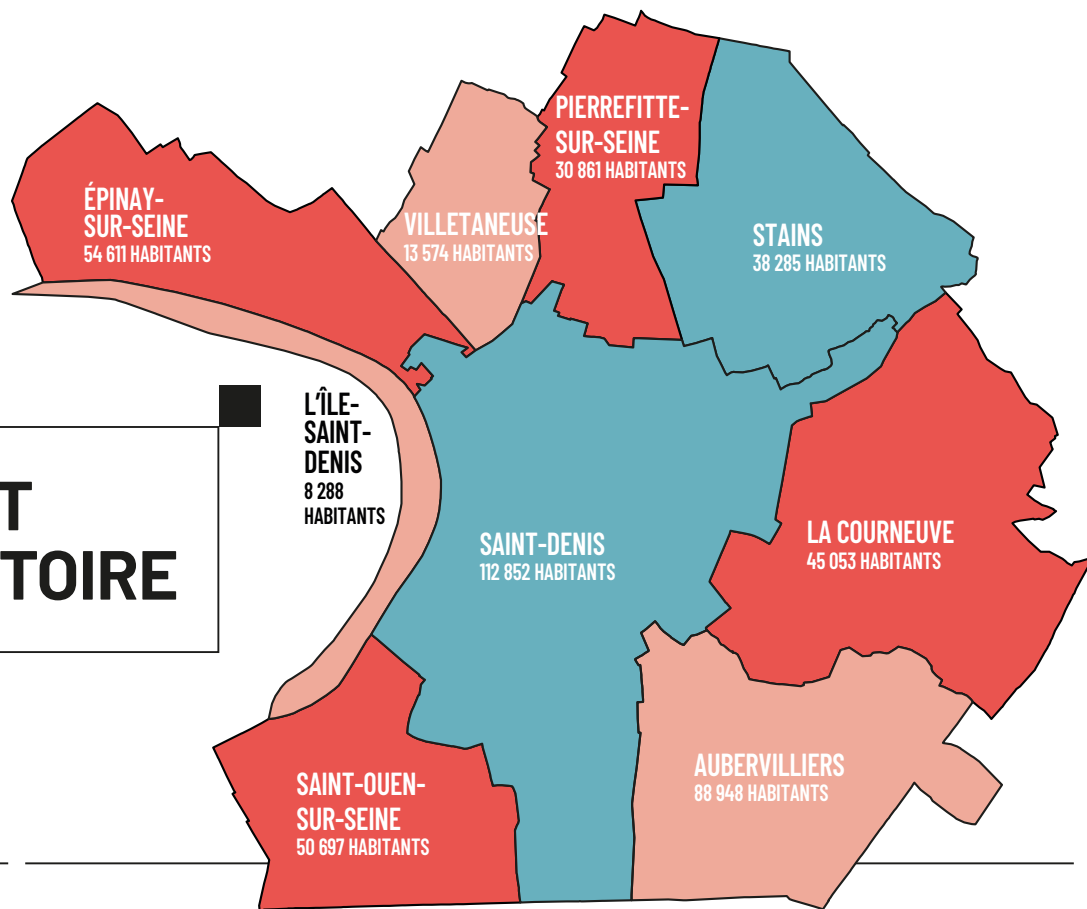 PIERREFITTE-
SUR-SEINE
30 861 HABITANTS
ÉPINAY-
SUR-SEINE
54 611 HABITANTS
VILLETANEUSE
13 574 HABITANTS
STAINS
38 285 HABITANTS
L'ÎLE-
SAINT-
DENIS
8 288
HABITANTS
T
TOIRE
SAINT-DENIS
112 852 HABITANTS
LA COURNEUVE
45 053 HABITANTS
AUBERVILLIERS
88 948 HABITANTS
SAINT-OUEN-
SUR-SEINE
50 697 HABITANTS